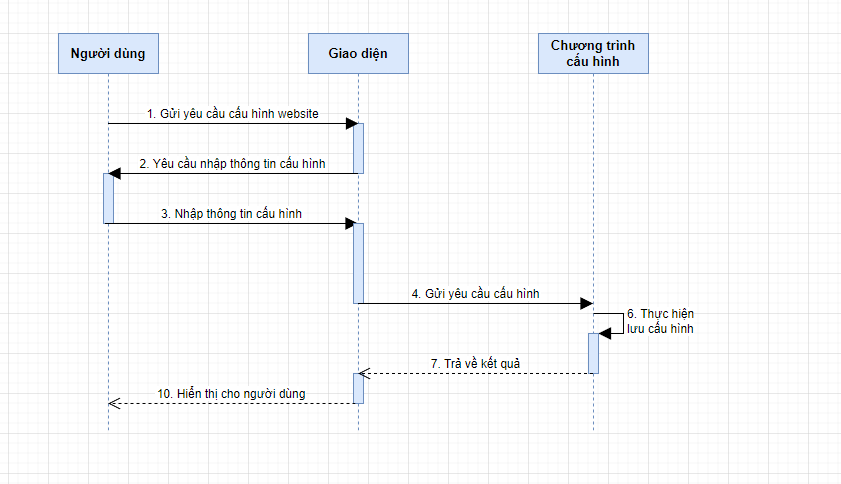 Người dùng
Giao diện
Chương trình
cấu hình
1. Gửi yêu cầu cấu hình website
2. Yêu cầu nhập thông tin cấu hình
3. Nhập thông tin cấu hình
4. Gửi yêu cầu cấu hình
6. Thực hiện
lưu cấu hình
7. Trả về kết quả
10. Hiển thị cho người dùng